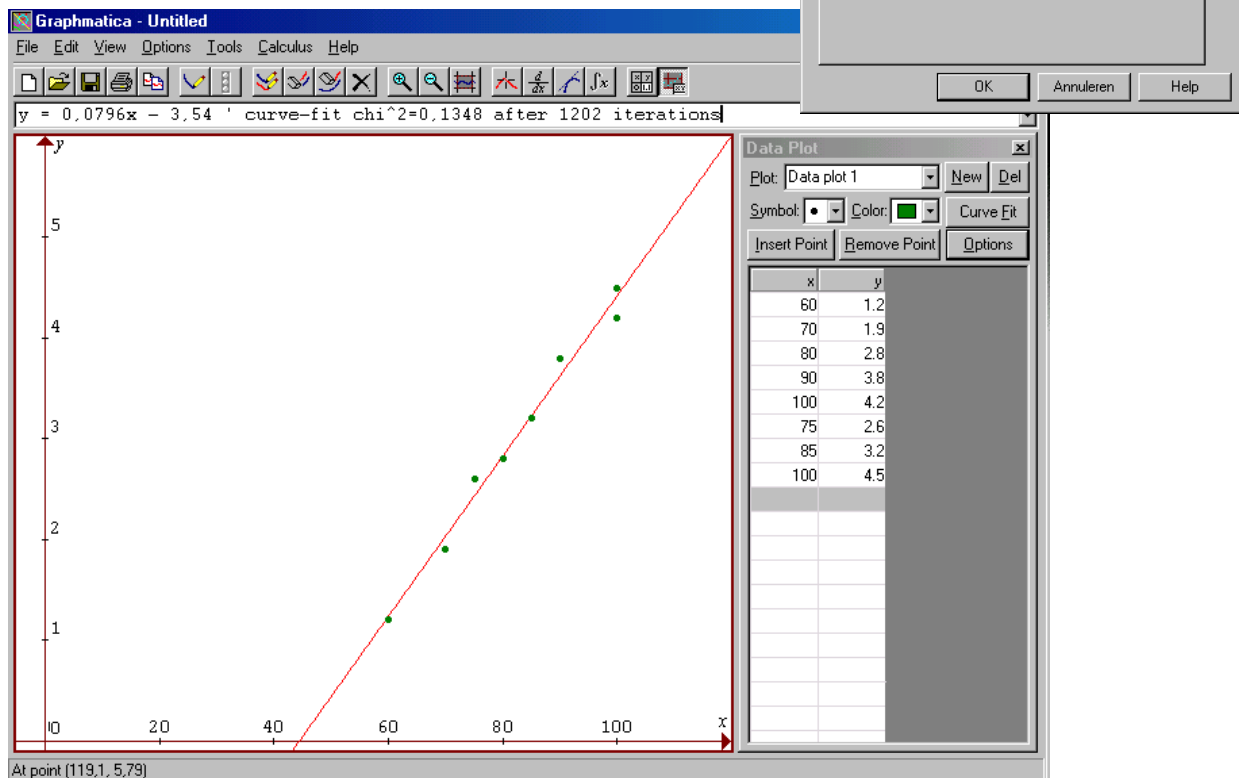 Graphmatica - Untitled
File Edit View Options Tools Calculus Help
OK Annuleren Help
y = 0,0796x - 3,54 ' curve-fit chi^2=0,1348 after 1202 iterations
y
5
4
3
2
1
0 20 40 60 80 100 x
Data Plot
Plot: Data plot 1 New Del
Symbol: Color: Curve Fit
Insert Point Remove Point Options
x y
60 1.2
70 1.9
80 2.8
90 3.8
100 4.2
75 2.6
85 3.2
100 4.5
At point (119,1, 5,79)